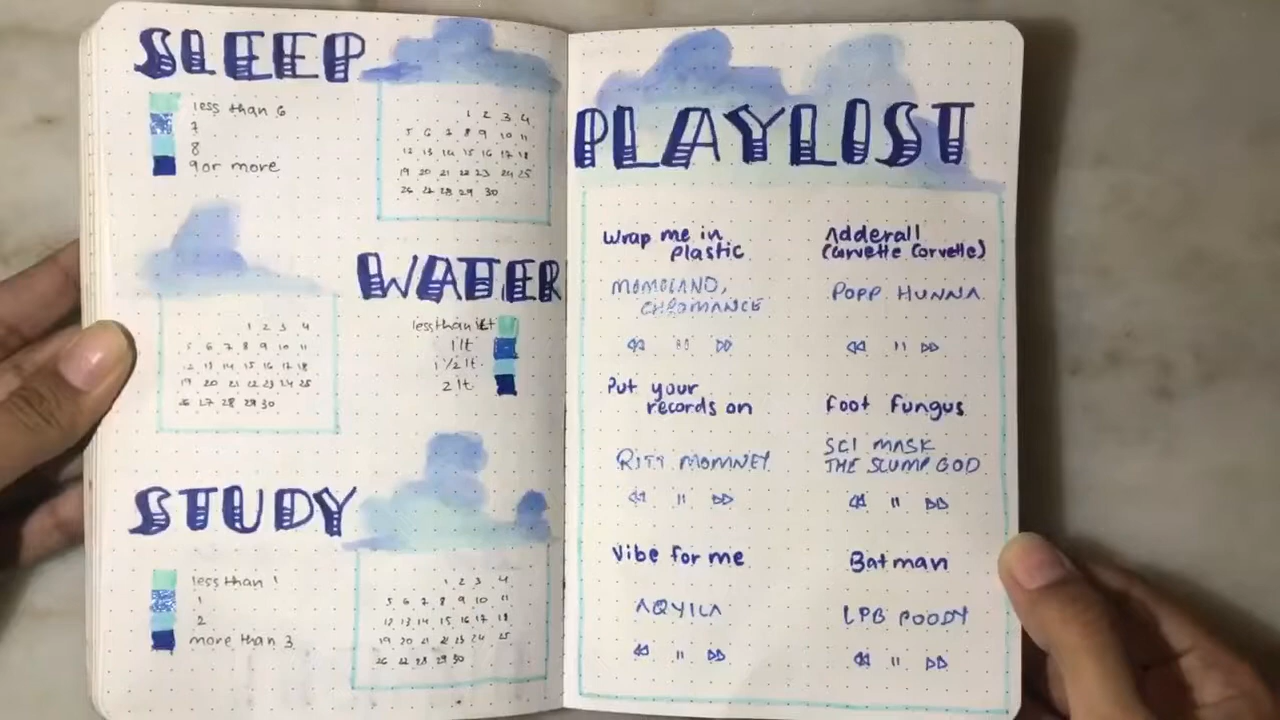 SLEEP
less than 6
7
8
9 or more
1 2 3 4
5 6 7 8 9 10 11
12 13 14 15 16 17 18
19 20 21 22 23 24 25
26 27 28 29 30
WATER
less than 1lt
1 lt
1 1/2 lt
2 lt
1 2 3 4
5 6 7 8 9 10 11
12 13 14 15 16 17 18
19 20 21 22 23 24 25
26 27 28 29 30
STUDY
less than 1
1
2
more than 3
1 2 3 4
5 6 7 8 9 10 11
12 13 14 15 16 17 18
19 20 21 22 23 24 25
26 27 28 29 30
PLAYLIST
Wrap me in
plastic
MOMOLAND,
CHROMANCE
Adderall
(Corvette Corvette)
POPP HUNNA
Put your
records on
RITT MOMNEY
Foot Fungus
SCI MASK
THE SLUMP GOD
Vibe for me
AQYILA
Batman
LPB POODY